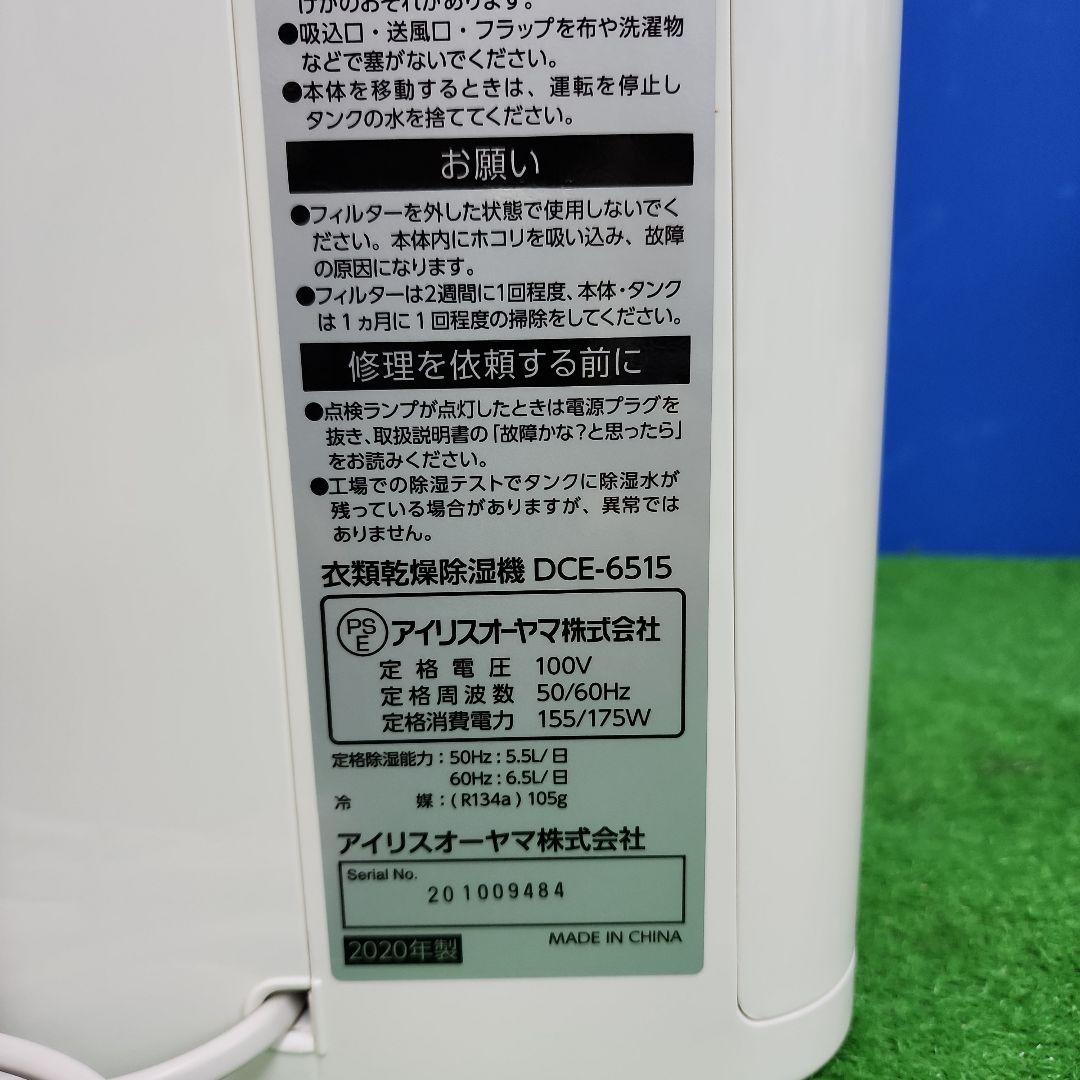 けがのおそれがあります。
●吸込口・送風口・フラップを布や洗濯物
などで塞がないでください。
●本体を移動するときは、運転を停止し
タンクの水を捨ててください。
お願い
●フィルターを外した状態で使用しないでく
ださい。本体内にホコリを吸い込み、故障
の原因になります。
●フィルターは2週間に1回程度、本体・タンク
は1ヵ月に1回程度の掃除をしてください。
修理を依頼する前に
●点検ランプが点灯したときは電源プラグを
抜き、取扱説明書の「故障かな?と思ったら」
をお読みください。
●工場での除湿テストでタンクに除湿水が
残っている場合がありますが、異常では
ありません。
衣類乾燥除湿機 DCE-6515
PSE アイリスオーヤマ株式会社
定格電圧 100V
定格周波数 50/60Hz
定格消費電力 155/175W
定格除湿能力:50Hz:5.5L/日
60Hz:6.5L/日
冷媒:(R134a)105g
アイリスオーヤマ株式会社
Serial No.
201009484
2020年製
MADE IN CHINA